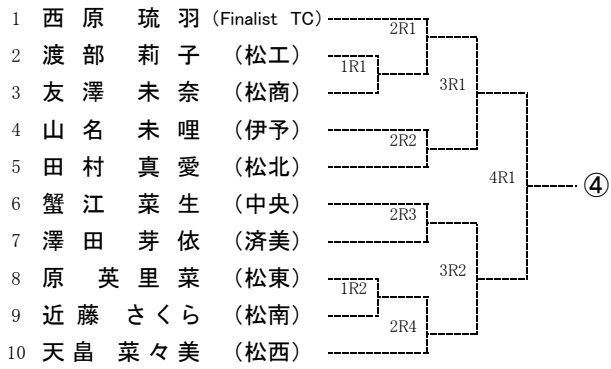 1 西原 琉羽 (Finalist TC)
2R1
2 渡部 莉子 (松工)
1R1
3 友澤 未奈 (松商)
3R1
4 山名 未哩 (伊予)
2R2
5 田村 真愛 (松北)
4R1 ④
6 蟹江 菜生 (中央)
2R3
7 澤田 芽依 (済美)
3R2
8 原 英里菜 (松東)
1R2
9 近藤 さくら (松南)
2R4
10 天畠 菜々美 (松西)